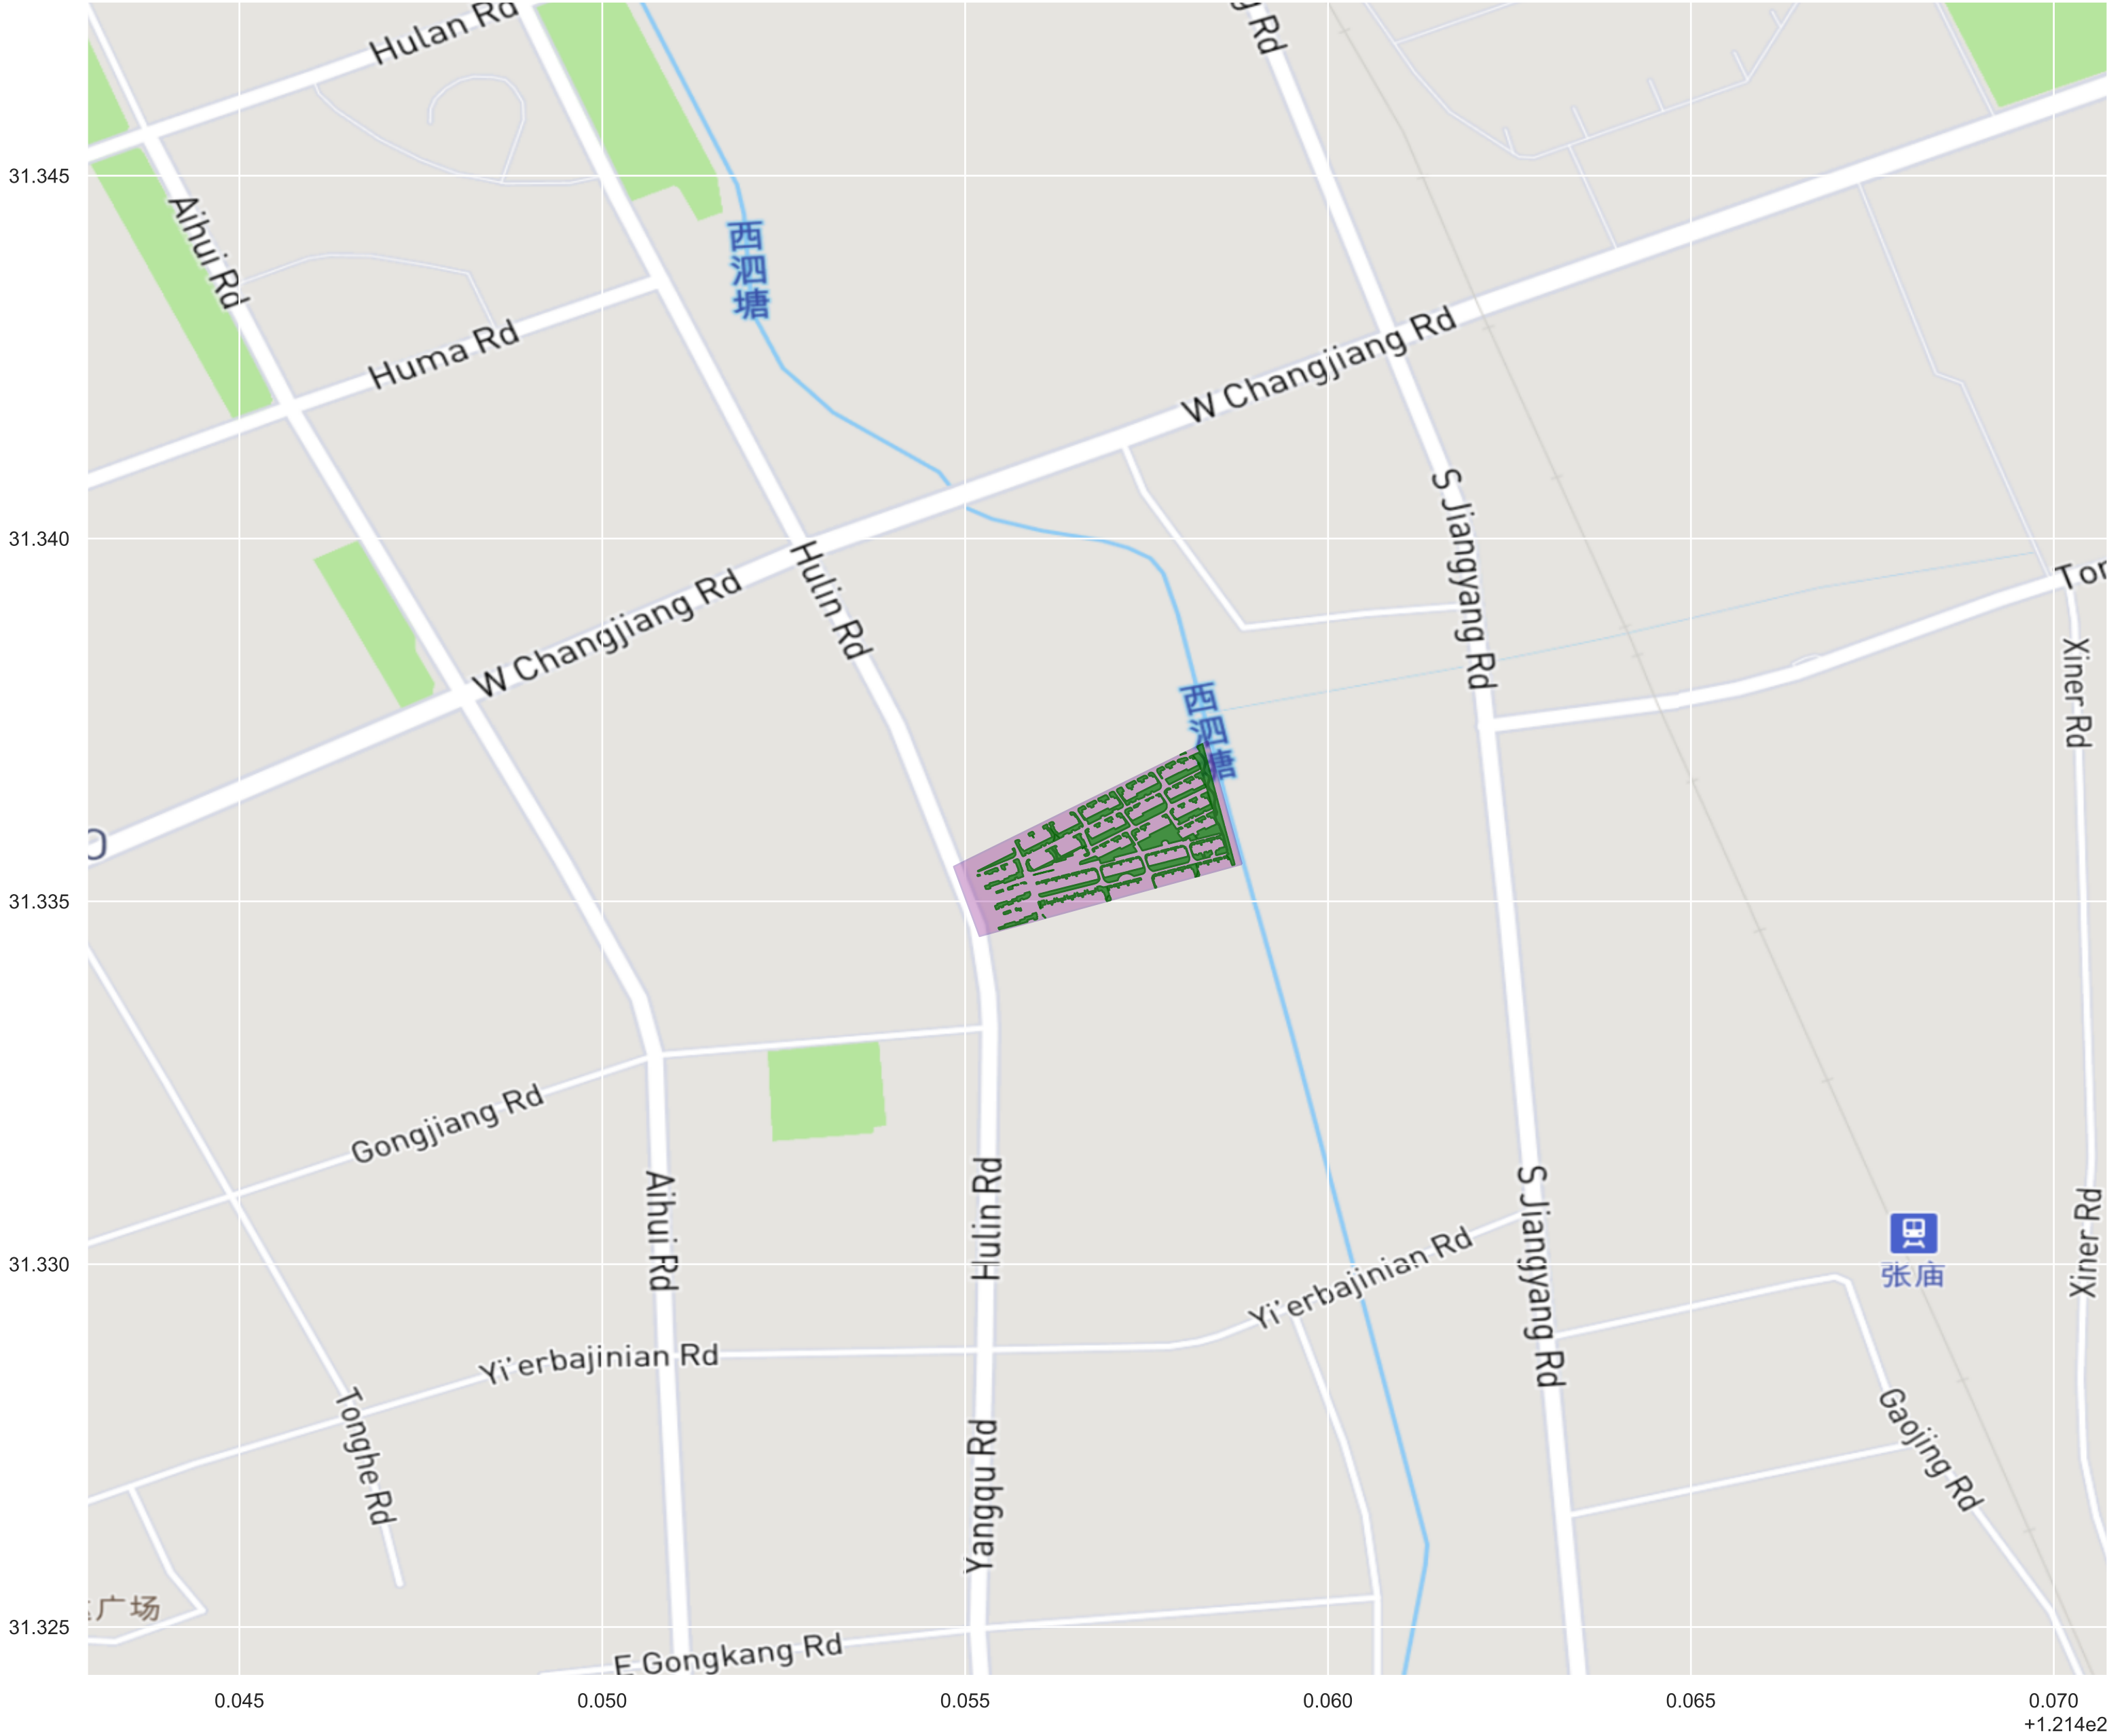 Hulan Rd
g Rd
31.345
Aihui Rd
西泗塘
Huma Rd
W Changjiang Rd
S Jiangyang Rd
31.340
Hulin Rd
Ton
W Changjiang Rd
Xiner Rd
西泗塘
31.335
Gongjiang Rd
Aihui Rd
Hulin Rd
S Jiangyang Rd
Xiner Rd
Yi'erbajinian Rd
31.330
张庙
Yi'erbajinian Rd
Tonghe Rd
Yangqu Rd
Gaojing Rd
广场
31.325
E Gongkang Rd
0.045
0.050
0.055
0.060
0.065
0.070
+1.214e2